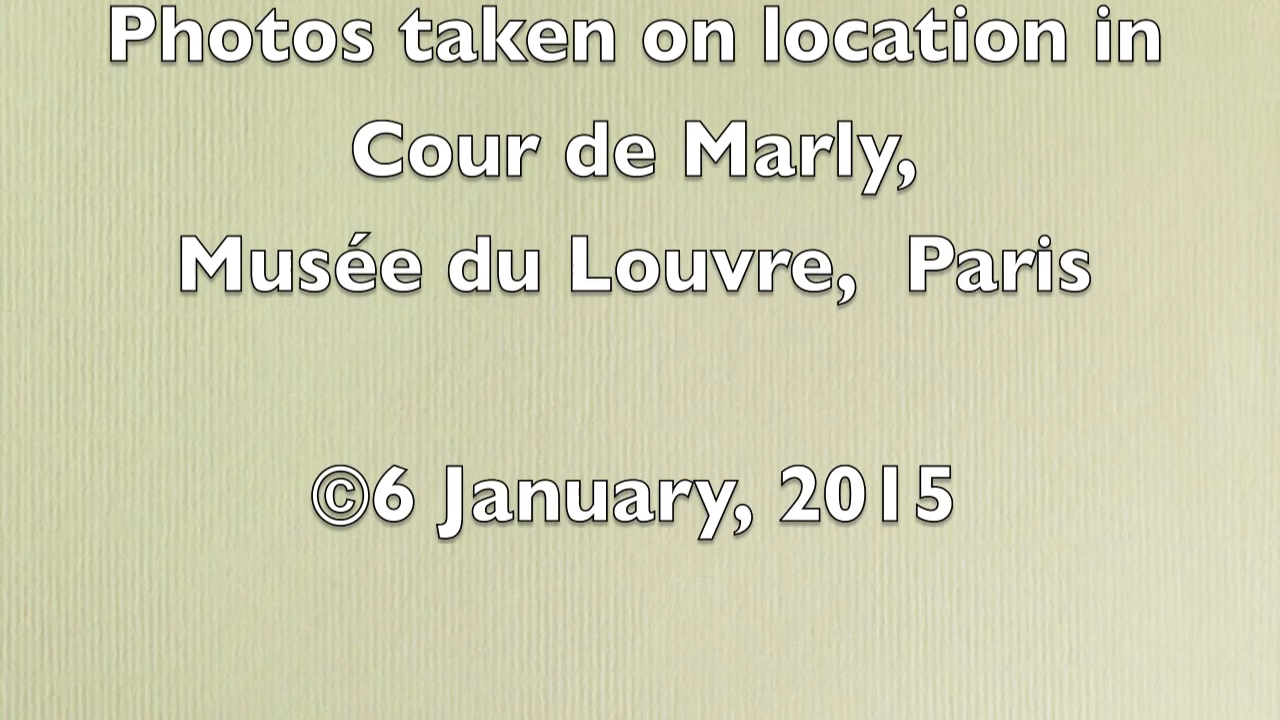 Photos taken on location in
Cour de Marly,
Musée du Louvre,  Paris
©6 January, 2015